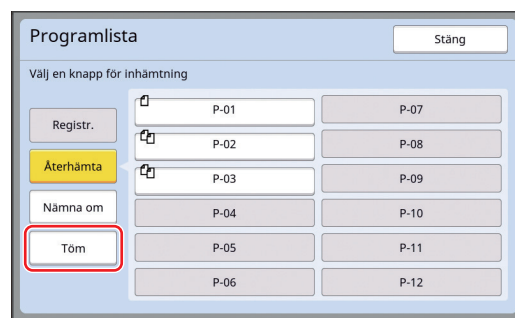 Programlista
Stäng
Välj en knapp för inhämtning
Registr.
Återhämta
Nämna om
Töm
P-01
P-02
P-03
P-04
P-05
P-06
P-07
P-08
P-09
P-10
P-11
P-12